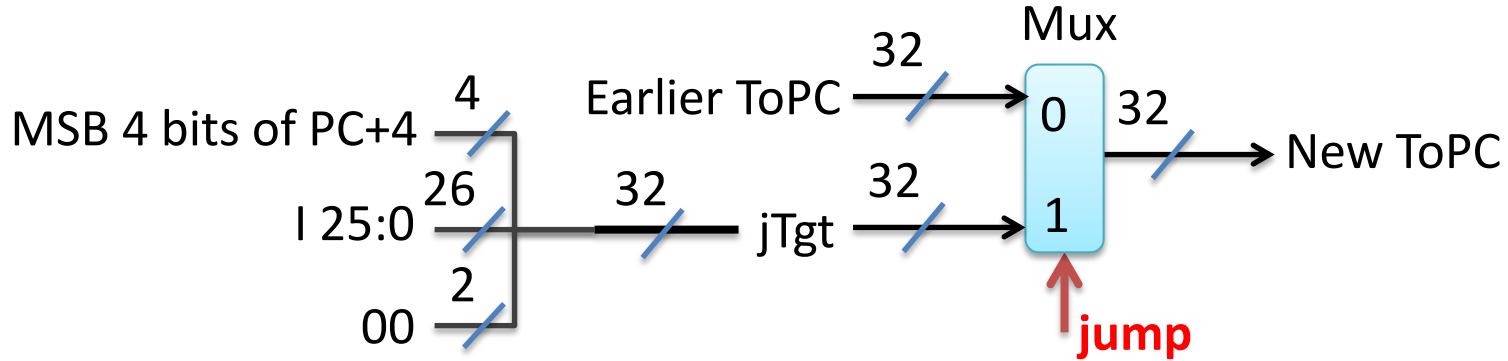 Mux
32
Earlier ToPC
0
32
New ToPC
4
MSB 4 bits of PC+4
26
I 25:0
32
jTgt
32
1
2
00
jump